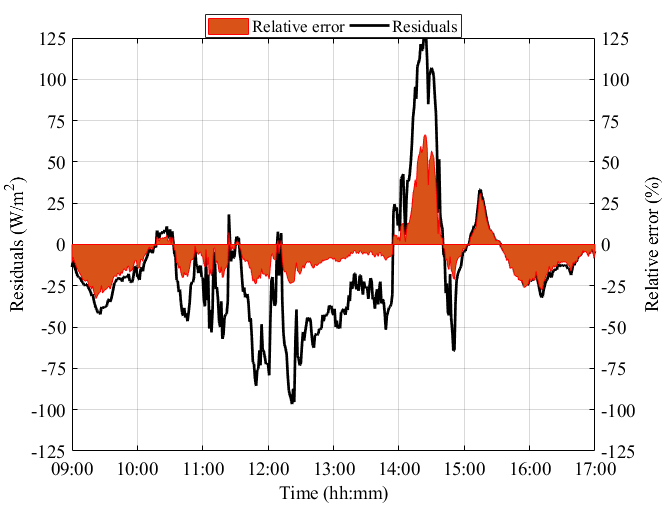 Relative error Residuals
125 125
100 100
75 75
50 50
25 25
0 0
-25 -25
-50 -50
-75 -75
-100 -100
-125 -125
Residuals (W/m²)
Relative error (%)
09:00 10:00 11:00 12:00 13:00 14:00 15:00 16:00 17:00
Time (hh:mm)